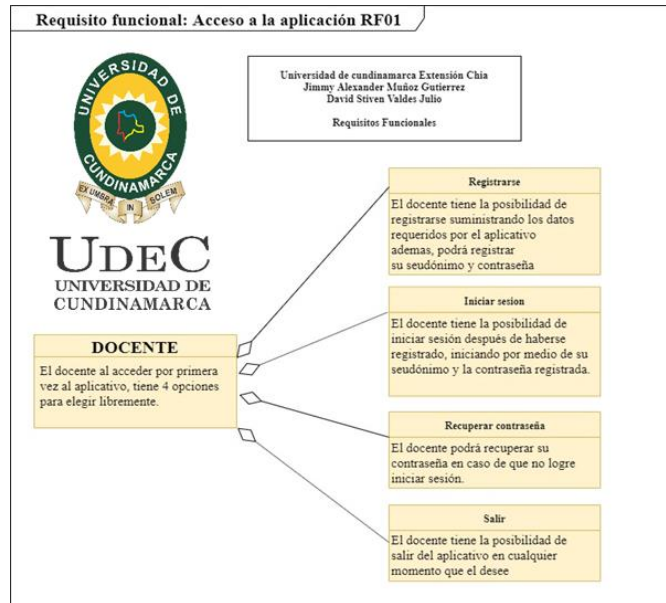 Requisito funcional: Acceso a la aplicación RF01
UNIVERSIDAD DE
CUNDINAMARCA
EX UMBRA
IN
SOLEM
UDEC
UNIVERSIDAD DE
CUNDINAMARCA
Universidad de cundinamarca Extensión Chia
Jimmy Alexander Muñoz Gutierrez
David Stiven Valdes Julio
Requisitos Funcionales
DOCENTE
El docente al acceder por primera
vez al aplicativo, tiene 4 opciones
para elegir libremente.
Registrarse
El docente tiene la posibilidad de
registrarse suministrando los datos
requeridos por el aplicativo
ademas, podrá registrar
su seudónimo y contraseña
Iniciar sesion
El docente tiene la posibilidad de
iniciar sesión después de haberse
registrado, iniciando por medio de su
seudónimo y la contraseña registrada.
Recuperar contraseña
El docente podrá recuperar su
contraseña en caso de que no logre
iniciar sesión.
Salir
El docente tiene la posibilidad de
salir del aplicativo en cualquier
momento que el desee